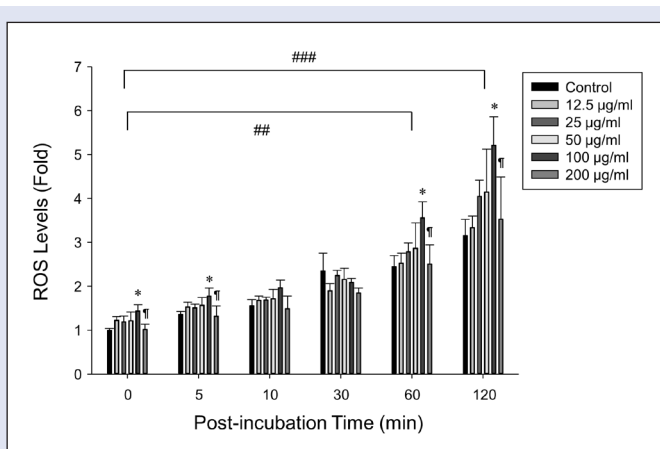 ###
##
7
6
5
4
3
2
1
0
ROS Levels (Fold)
*
¶
*
¶
*
¶
*
¶
0 5 10 30 60 120
Post-incubation Time (min)
Control
12.5 µg/ml
25 µg/ml
50 µg/ml
100 µg/ml
200 µg/ml